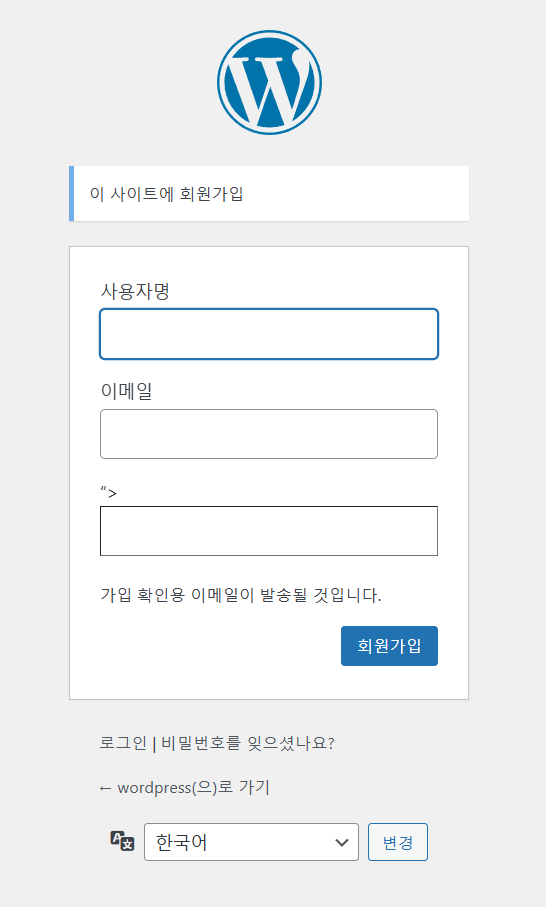 이 사이트에 회원가입
사용자명
이메일
“>
가입 확인용 이메일이 발송될 것입니다.
회원가입
로그인 | 비밀번호를 잊으셨나요?
← wordpress(으)로 가기
한국어
변경